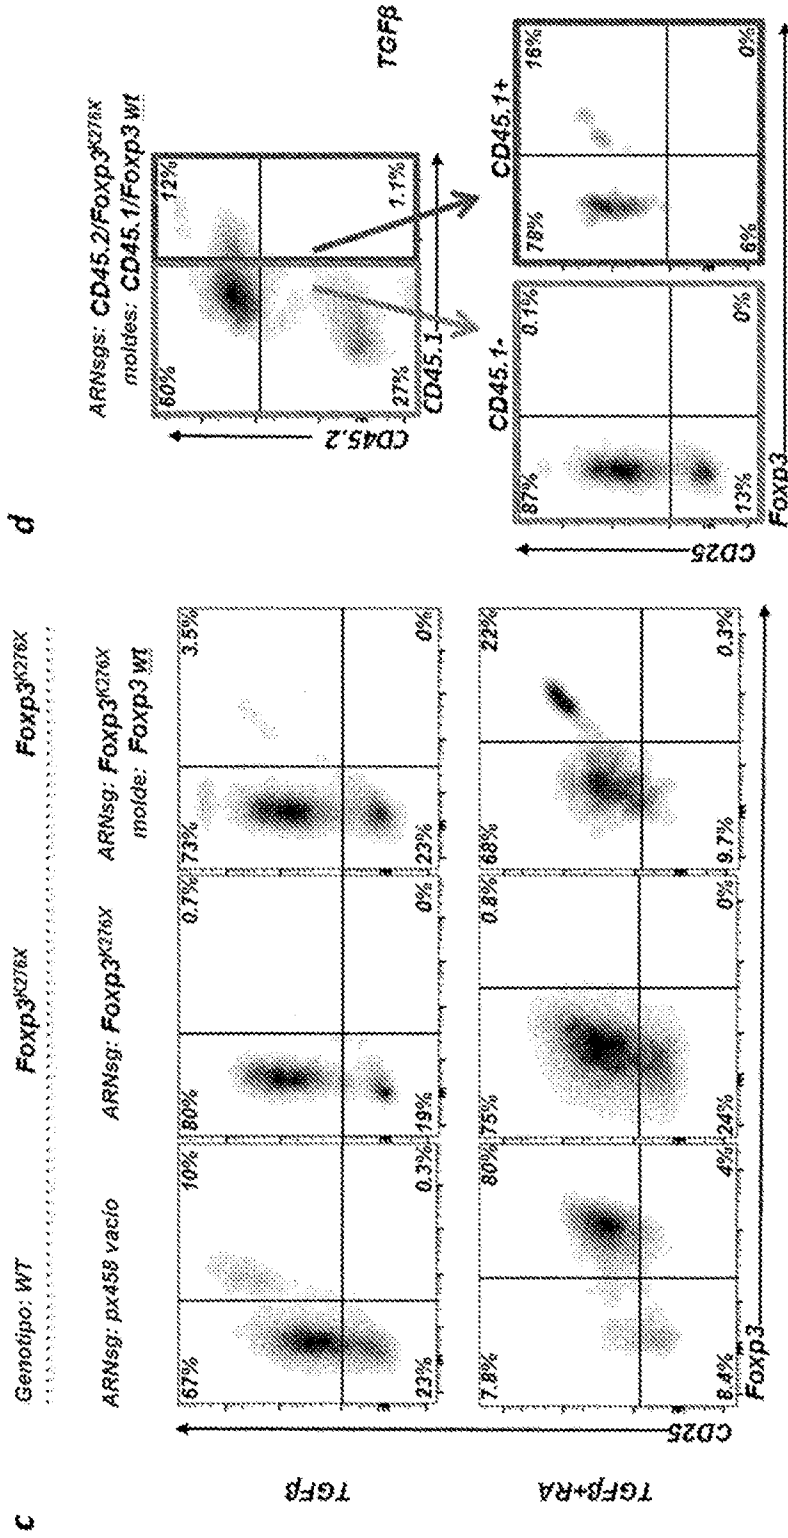 c
Genotipo: WT
Foxp3K276X
Foxp3K276X
ARNsg: px458 vacío
ARNsg: Foxp3K276X
ARNsg: Foxp3K276X
molde: Foxp3 wt
TGFβ
67%
10%
23%
0.3%
80%
0.7%
19%
0%
73%
3.5%
23%
0%
TGFβ+RA
7.8%
80%
8.4%
4%
75%
0.8%
24%
0%
68%
22%
9.7%
0.3%
CD25
Foxp3
d
ARNsgs: CD45.2/Foxp3K276X
moldes: CD45.1/Foxp3 wt
60%
12%
27%
1.1%
CD45.2
CD45.1
TGFβ
CD45.1-
CD45.1+
87%
0.1%
13%
0%
78%
16%
6%
0%
CD25
Foxp3